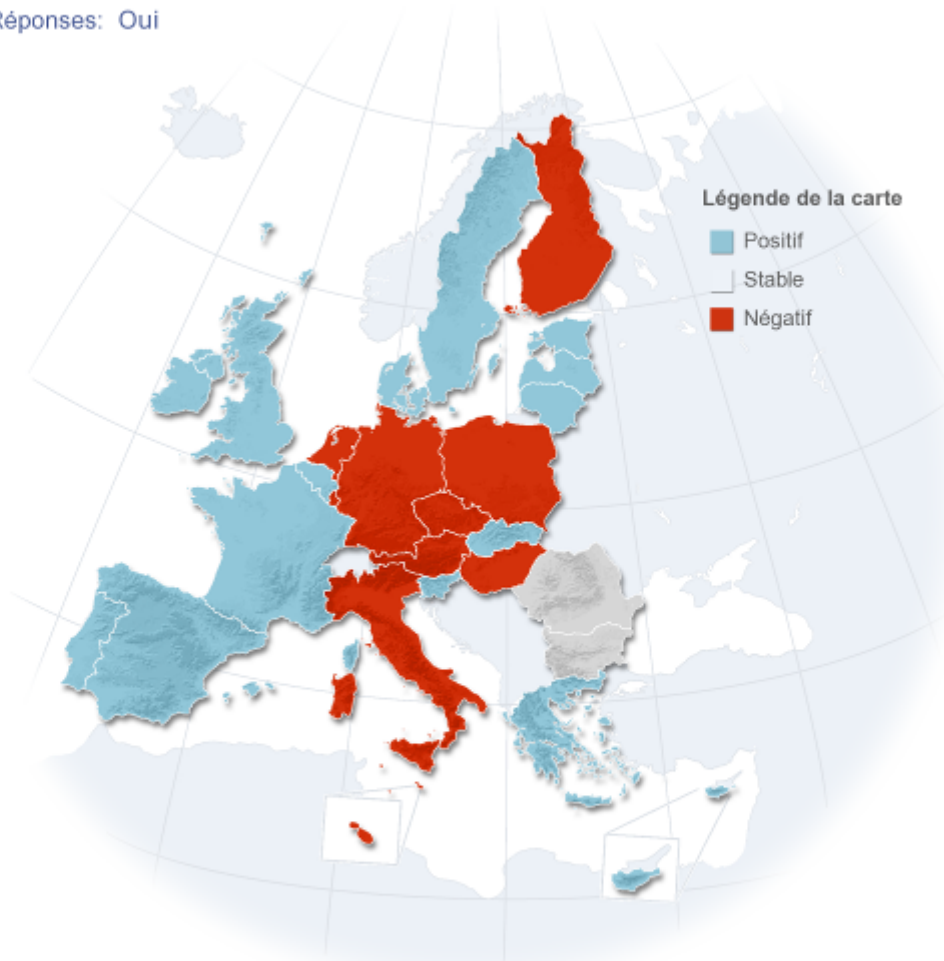 Réponses: Oui
Légende de la carte
Positif
Stable
Négatif